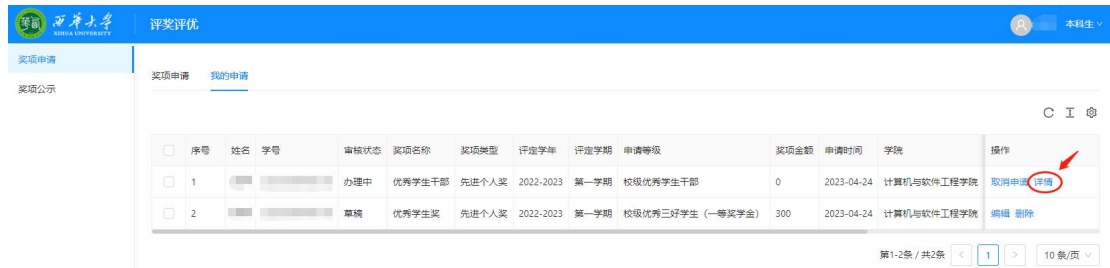 西华大学
XIHUA UNIVERSITY
评奖评优
本科生
奖项申请
奖项公示
奖项申请 我的申请
序号 姓名 学号 审核状态 奖项名称 奖项类型 评定学年 评定学期 申请等级 奖项金额 申请时间 学院 操作
1 办理中 优秀学生干部 先进个人奖 2022-2023 第一学期 校级优秀学生干部 0 2023-04-24 计算机与软件工程学院 取消申请 详情
2 草稿 优秀学生奖 先进个人奖 2022-2023 第一学期 校级优秀三好学生（一等奖学金） 300 2023-04-24 计算机与软件工程学院 编辑 删除
第1-2条 / 共2条 < 1 > 10 条/页